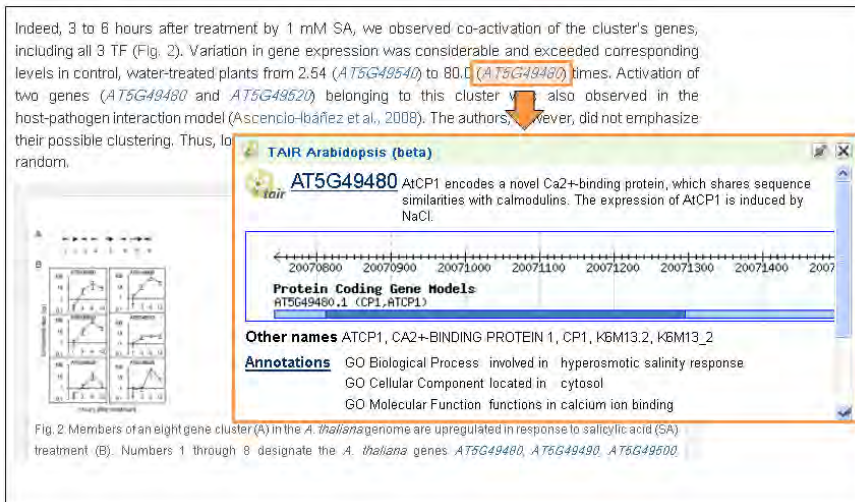 Indeed, 3 to 6 hours after treatment by 1 mM SA, we observed co-activation of the cluster's genes,
including all 3 TF (Fig. 2). Variation in gene expression was considerable and exceeded corresponding
levels in control, water-treated plants from 2.54 (AT5G49540) to 80.0 (AT5G49480) times. Activation of
two genes (AT5G49480 and AT5G49520) belonging to this cluster was also observed in the
host-pathogen interaction model (Ascencio-Ibáñez et al., 2008). The authors, however, did not emphasize
their possible clustering. Thus,
random.
TAIR Arabidopsis (beta)
tair AT5G49480 AtCP1 encodes a novel Ca2+-binding protein, which shares sequence
similarities with calmodulins. The expression of AtCP1 is induced by
NaCl.
20070800 20070900 20071000 20071100 20071200 20071300 20071400 2007
Protein Coding Gene Models
AT5G49480.1 (CP1,ATCP1)
Other names ATCP1, CA2+-BINDING PROTEIN 1, CP1, K6M13.2, K6M13_2
Annotations GO Biological Process involved in hyperosmotic salinity response
GO Cellular Component located in cytosol
GO Molecular Function functions in calcium ion binding
A
B
Fig. 2 Members of an eight gene cluster (A) in the A. thaliana genome are upregulated in response to salicylic acid (SA)
treatment (B). Numbers 1 through 8 designate the A. thaliana genes AT5G49480, AT5G49490, AT5G49500,